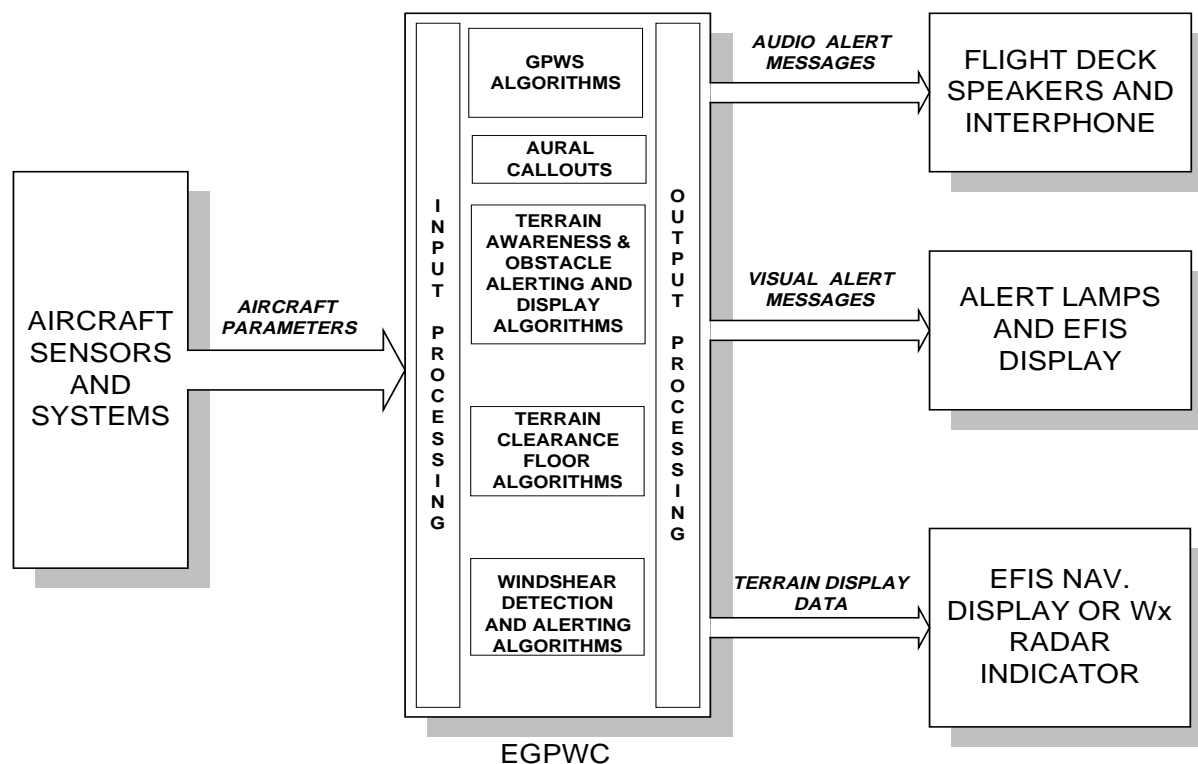 AIRCRAFT
SENSORS
AND
SYSTEMS
AIRCRAFT
PARAMETERS
INPUT PROCESSING
GPWS
ALGORITHMS
AURAL
CALLOUTS
TERRAIN
AWARENESS &
OBSTACLE
ALERTING AND
DISPLAY
ALGORITHMS
TERRAIN
CLEARANCE
FLOOR
ALGORITHMS
WINDSHEAR
DETECTION
AND ALERTING
ALGORITHMS
OUTPUT PROCESSING
EGPWC
AUDIO ALERT
MESSAGES
FLIGHT DECK
SPEAKERS AND
INTERPHONE
VISUAL ALERT
MESSAGES
ALERT LAMPS
AND EFIS
DISPLAY
TERRAIN DISPLAY
DATA
EFIS NAV.
DISPLAY OR Wx
RADAR
INDICATOR